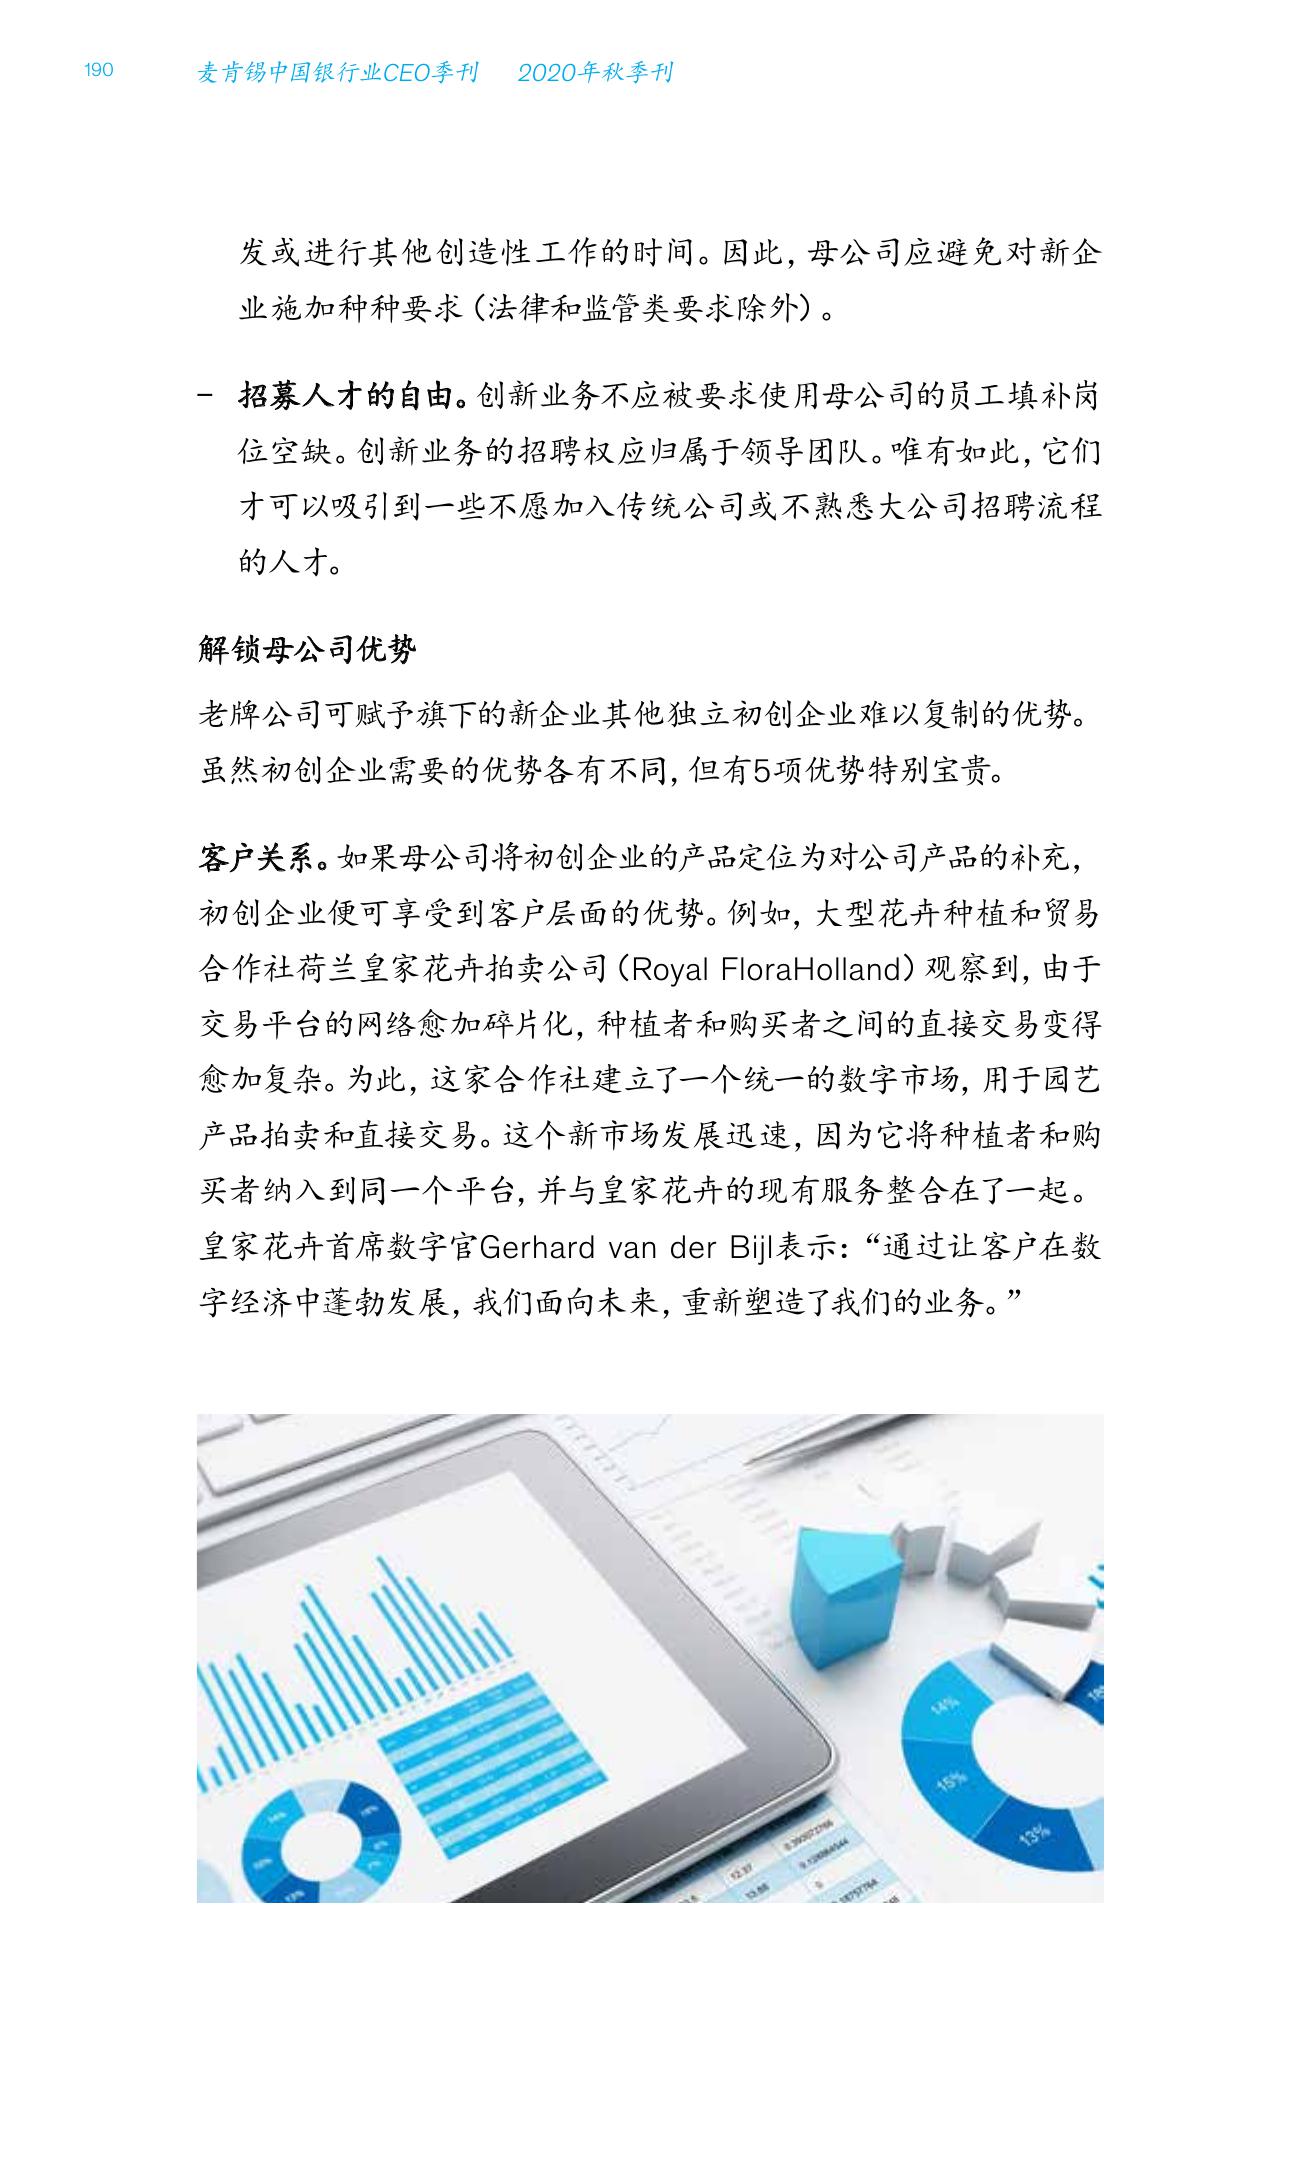 190
麦肯锡中国银行业CEO季刊 2020年秋季刊
发或进行其他创造性工作的时间。因此，母公司应避免对新企
业施加种种要求（法律和监管类要求除外）。
– 招募人才的自由。创新业务不应被要求使用母公司的员工填补岗
位空缺。创新业务的招聘权应归属于领导团队。唯有如此，它们
才可以吸引到一些不愿加入传统公司或不熟悉大公司招聘流程
的人才。
解锁母公司优势
老牌公司可赋予旗下的新企业其他独立初创企业难以复制的优势。
虽然初创企业需要的优势各有不同，但有5项优势特别宝贵。
客户关系。如果母公司将初创企业的产品定位为对公司产品的补充，
初创企业便可享受到客户层面的优势。例如，大型花卉种植和贸易
合作社荷兰皇家花卉拍卖公司（Royal FloraHolland）观察到，由于
交易平台的网络愈加碎片化，种植者和购买者之间的直接交易变得
愈加复杂。为此，这家合作社建立了一个统一的数字市场，用于园艺
产品拍卖和直接交易。这个新市场发展迅速，因为它将种植者和购
买者纳入到同一个平台，并与皇家花卉的现有服务整合在了一起。
皇家花卉首席数字官Gerhard van der Bijl表示：“通过让客户在数
字经济中蓬勃发展，我们面向未来，重新塑造了我们的业务。”
14%
15%
13%
12.37